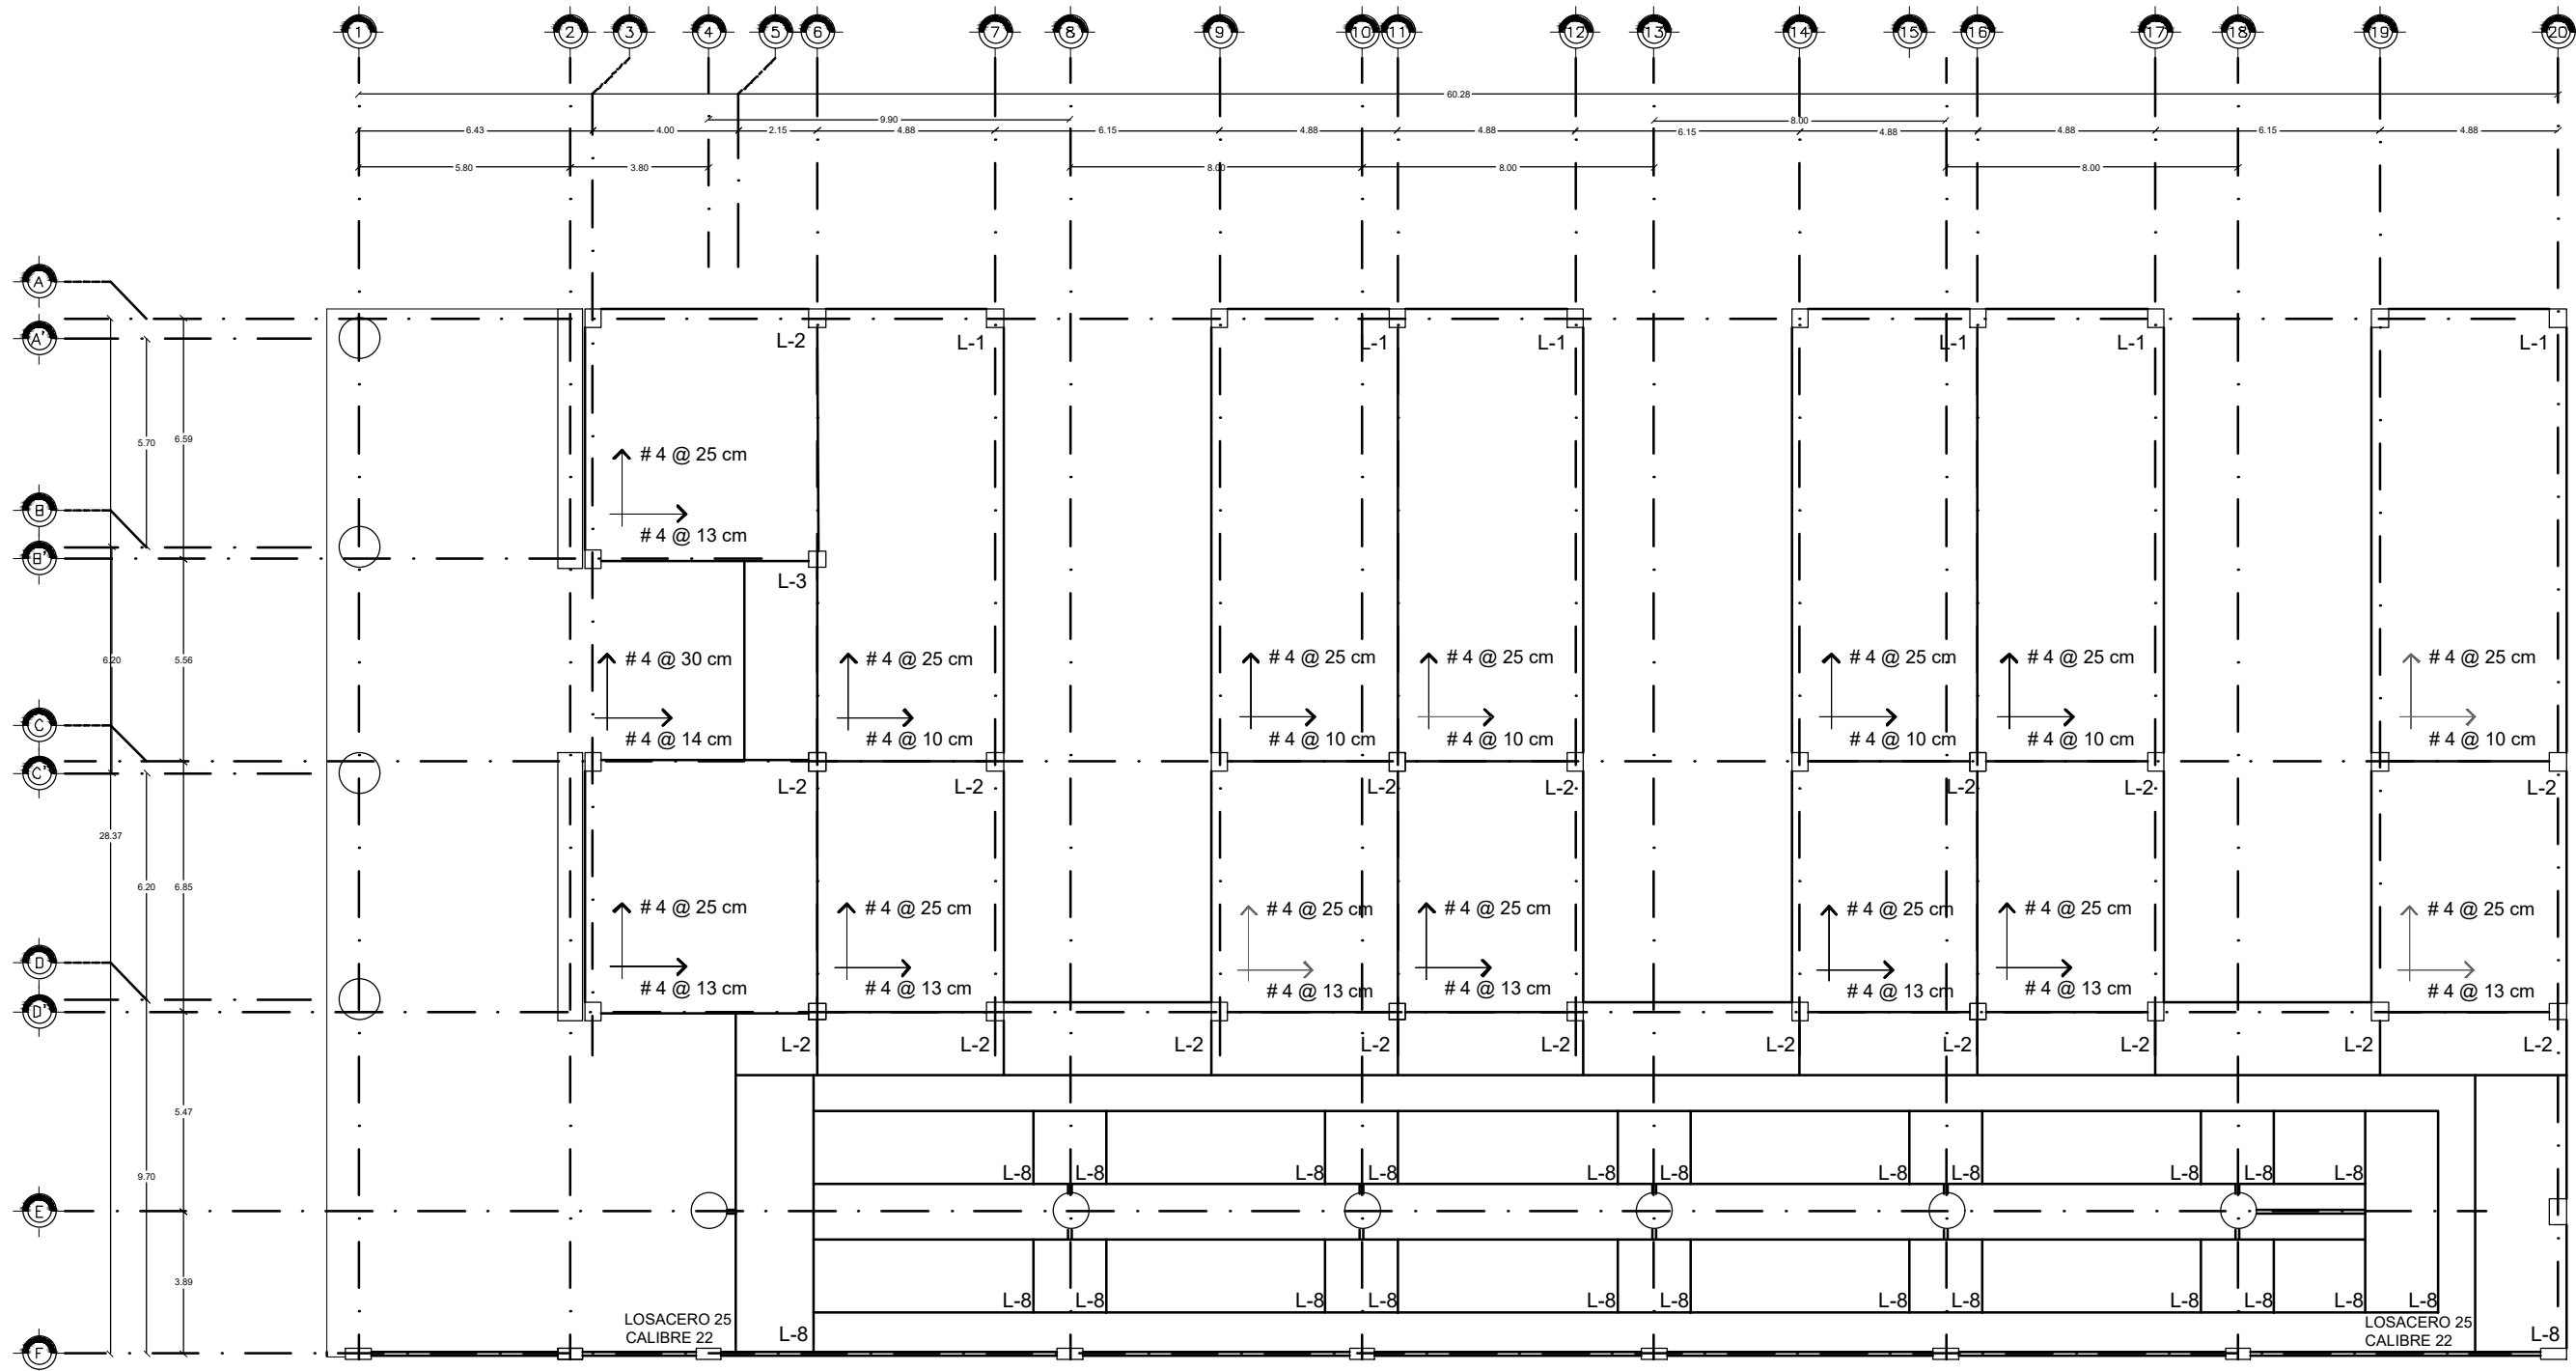 1 2 3 4 5 6 7 8 9 10 11 12 13 14 15 16 17 18 19 20
60.28
9.90 8.00
6.43 4.00 2.15 4.88 6.15 4.88 4.88 6.15 4.88 4.88 6.15 4.88
5.80 3.80 8.00 8.00 8.00
A
A'
L-2 L-1 L-1 L-1 L-1 L-1 L-1
5.70 6.59
# 4 @ 25 cm
B
# 4 @ 13 cm
B'
L-3
6.20 5.56
# 4 @ 30 cm # 4 @ 25 cm # 4 @ 25 cm # 4 @ 25 cm # 4 @ 25 cm # 4 @ 25 cm # 4 @ 25 cm
C
# 4 @ 14 cm # 4 @ 10 cm # 4 @ 10 cm # 4 @ 10 cm # 4 @ 10 cm # 4 @ 10 cm # 4 @ 10 cm
C'
L-2 L-2 L-2 L-2 L-2 L-2 L-2
28.37
6.20 6.85
# 4 @ 25 cm # 4 @ 25 cm # 4 @ 25 cm # 4 @ 25 cm # 4 @ 25 cm # 4 @ 25 cm # 4 @ 25 cm
D
# 4 @ 13 cm # 4 @ 13 cm # 4 @ 13 cm # 4 @ 13 cm # 4 @ 13 cm # 4 @ 13 cm # 4 @ 13 cm
D'
L-2 L-2 L-2 L-2 L-2 L-2 L-2 L-2 L-2 L-2
5.47
9.70
L-8 L-8 L-8 L-8 L-8 L-8 L-8 L-8 L-8 L-8 L-8
E
3.89
L-8 L-8 L-8 L-8 L-8 L-8 L-8 L-8 L-8 L-8 L-8 L-8
LOSACERO 25 LOSACERO 25
CALIBRE 22 L-8 CALIBRE 22 L-8
F